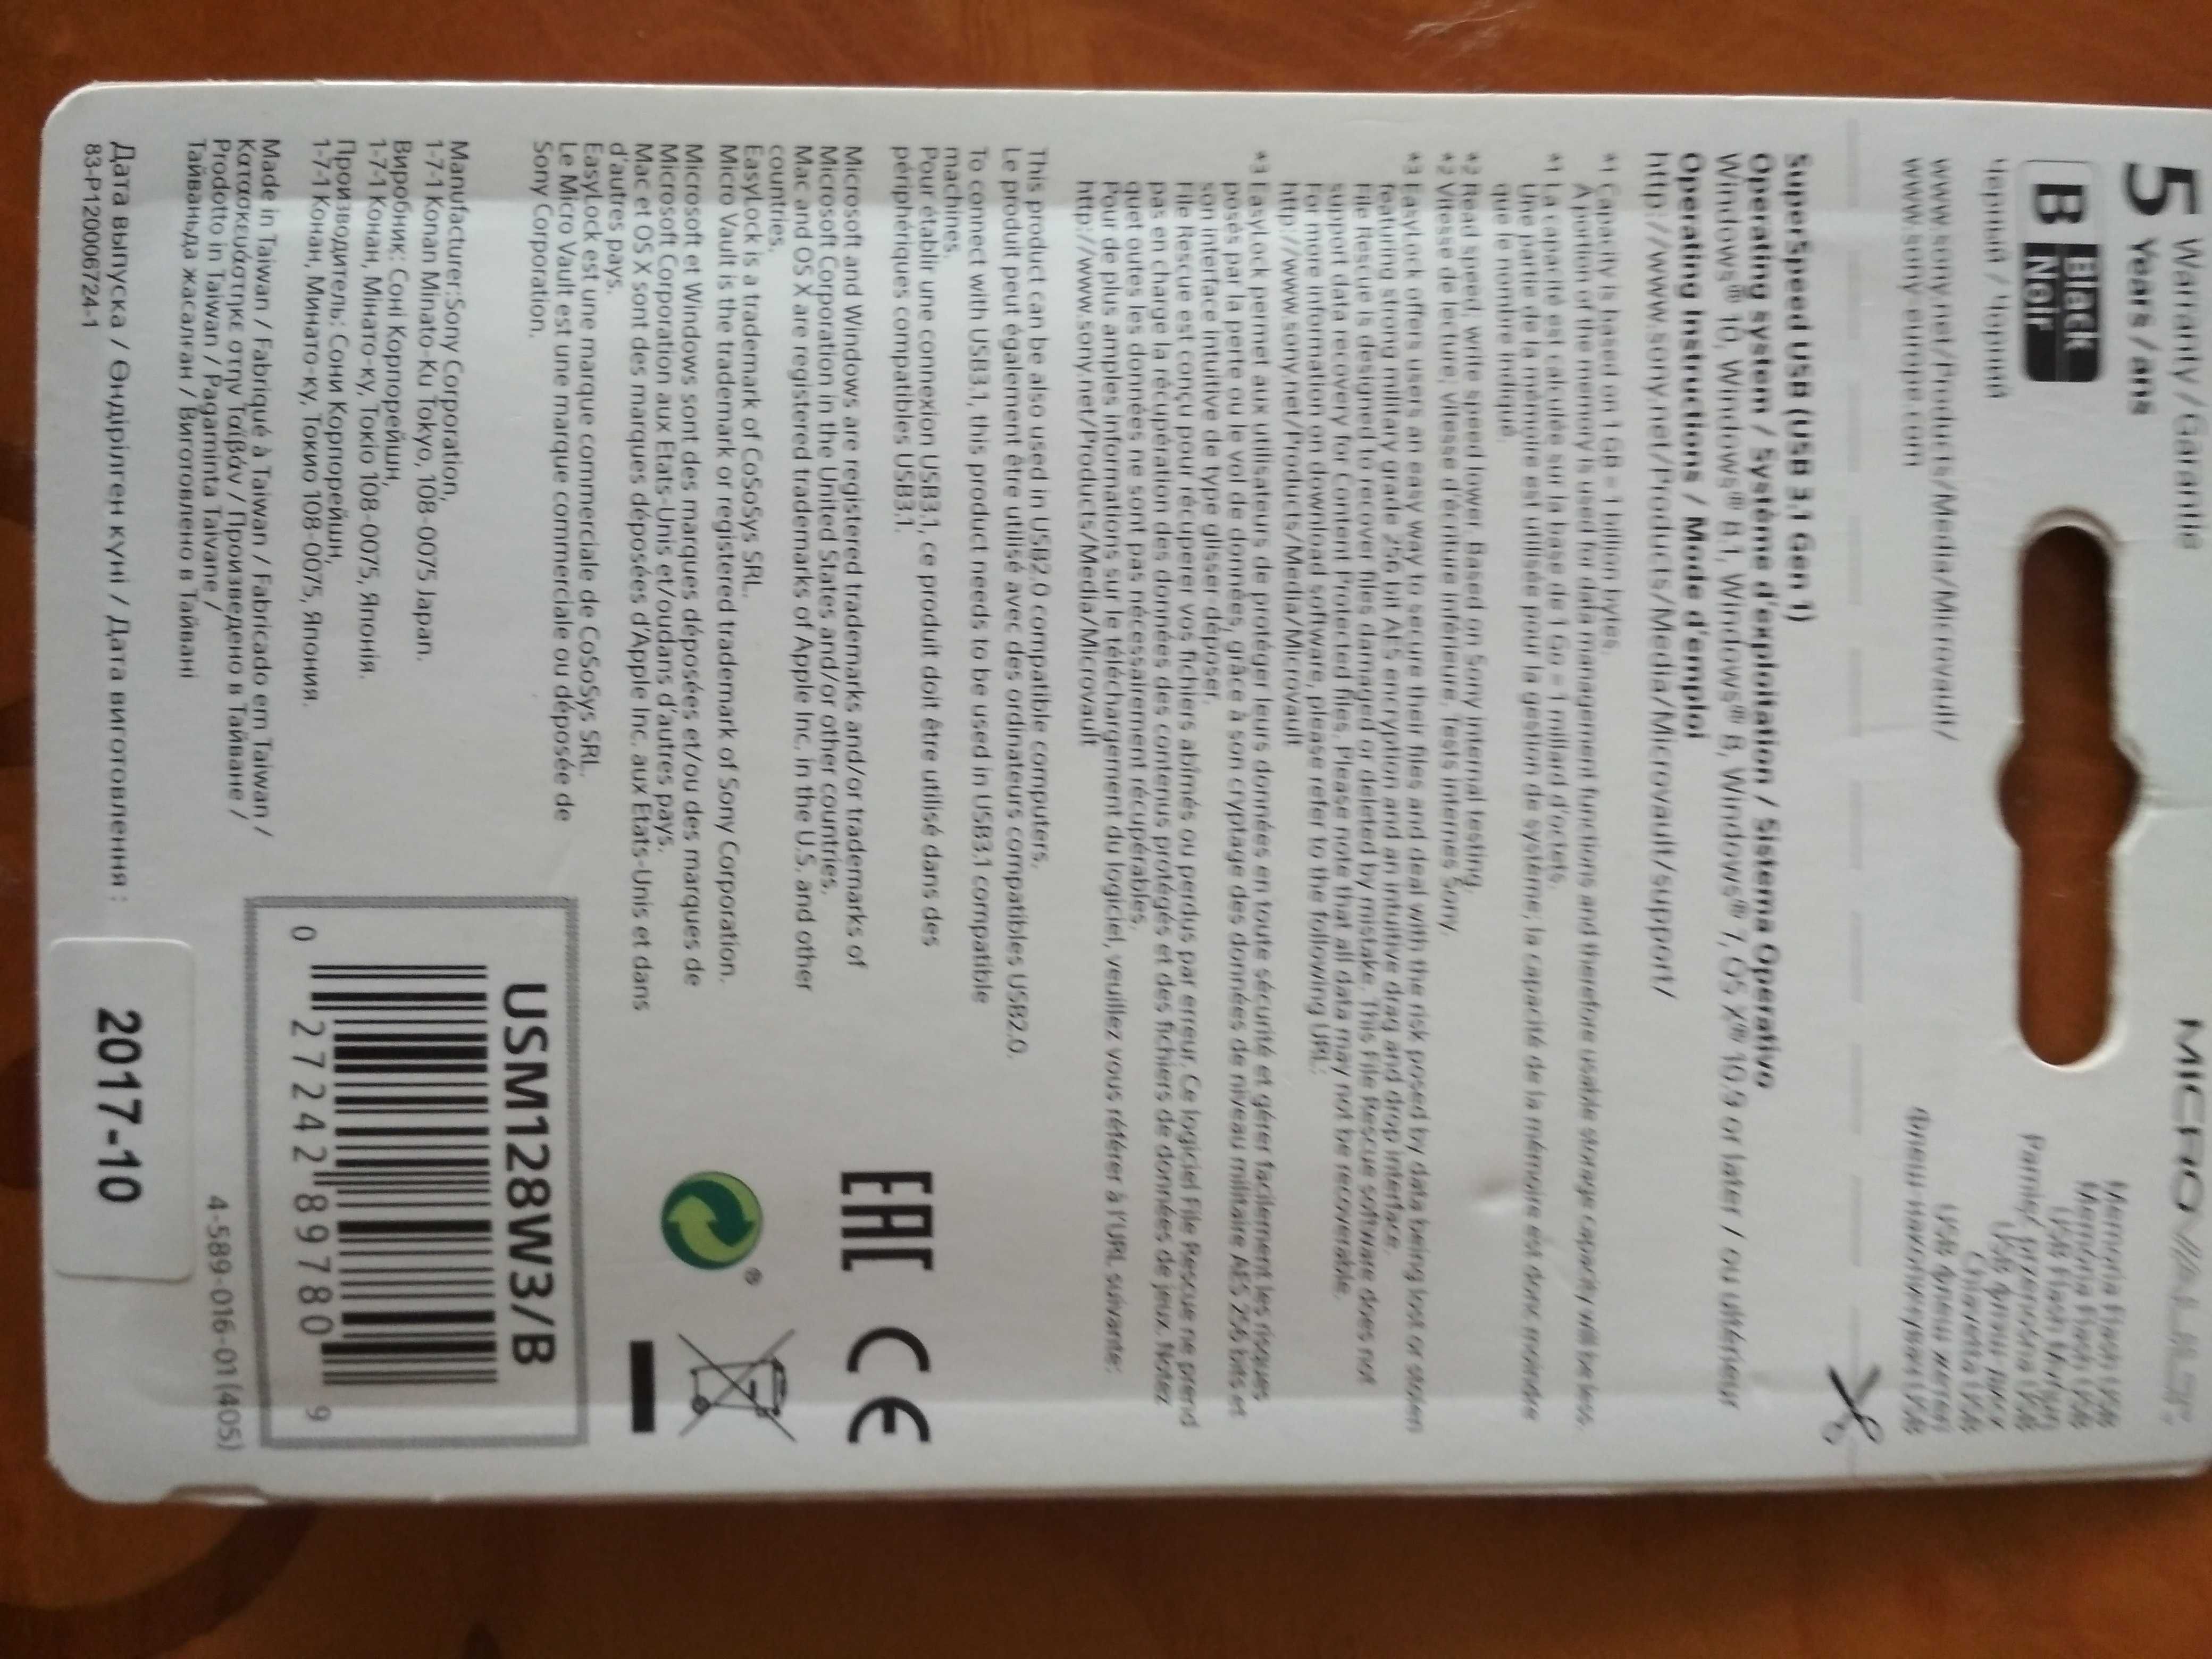 5 Warranty / Garantie
Years / ans
B Black
Noir
Черный / Чорний
www.sony.net/Products/Media/Microvault/
www.sony-europe.com
MICROVAULT
Memoria Flash USB
Memória Flash USB
USB
USB
Chiavetta USB
USB
Флеш-накопичувач USB
SuperSpeed USB (USB 3.1 Gen 1)
Operating system / Système d'exploitation / Sistema Operativo
Windows® 10, Windows® 8.1, Windows® 8, Windows® 7, OS X® 10.9 or later / ou ultérieur
Operating Instructions / Mode d'emploi
http://www.sony.net/Products/Media/Microvault/support/
*1 Capacity is based on 1 GB = 1 billion bytes.
A portion of the memory is used for data management functions and therefore usable storage capacity will be less.
*1 La capacité est calculée sur la base de 1 Go = 1 millard d'octets.
Une partie de la mémoire est utilisée pour la gestion de système; la capacité de la mémoire est donc moindre
que le nombre indiqué.
*2 Read speed, write speed lower. Based on Sony internal testing.
*2 Vitesse de lecture; vitesse d'écriture inférieure. Tests internes Sony.
*3 EasyLock offers users an easy way to secure their files and deal with the risk posed by data being lost or stolen
featuring strong military grade 256 bit AES encryption and an intuitive drag and drop interface.
File Rescue is designed to recover files damaged or deleted by mistake. This File Rescue software does not
support data recovery for Content Protected files. Please note that all data may not be recoverable.
For more information on download software, please refer to the following URL:
http://www.sony.net/Products/Media/Microvault
*3 EasyLock permet aux utilisateurs de protéger leurs données en toute sécurité et gérer facilement les risques
posés par la perte ou le vol de données, grâce à son cryptage des données de niveau militaire AES 256 bits et
son interface intuitive de type glisser-déposer.
File Rescue est conçu pour récupérer vos fichiers abîmés ou perdus par erreur. Ce logiciel File Rescue ne prend
pas en charge la récupération des données des contenus protégés et des fichiers de données de jeux. Notez
quet outes les données ne sont pas nécessairement récupérables.
Pour de plus amples informations sur le téléchargement du logiciel, veuillez vous référer à l'URL suivante:
http://www.sony.net/Products/Media/Microvault
This product can be also used in USB2.0 compatible computers.
Le produit peut également être utilisé avec des ordinateurs compatibles USB2.0.
To connect with USB3.1, this product needs to be used in USB3.1 compatible
machines.
Pour établir une connexion USB3.1, ce produit doit être utilisé dans des
périphériques compatibles USB3.1.
Microsoft and Windows are registered trademarks and/or trademarks of
Microsoft Corporation in the United States and/or other countries.
Mac and OS X are registered trademarks of Apple Inc. in the U.S. and other
countries.
EasyLock is a trademark of CoSoSys SRL.
Micro Vault is the trademark or registered trademark of Sony Corporation.
Microsoft et Windows sont des marques déposées et/ou des marques de
Microsoft Corporation aux Etats-Unis et/oudans d'autres pays.
Mac et OS X sont des marques déposées d'Apple Inc. aux Etats-Unis et dans
d'autres pays.
EasyLock est une marque commerciale de CoSoSys SRL.
Le Micro Vault est une marque commerciale ou déposée de
Sony Corporation.
EAC CE
®
Manufacturer:Sony Corporation,
1-7-1 Konan Minato-Ku Tokyo, 108-0075 Japan.
Виробник: Соні Корпорейшн,
1-7-1 Конан, Мінато-ку, Токіо 108-0075, Японія.
Производитель: Сони Корпорейшн,
1-7-1 Конан, Минато-ку, Токио 108-0075, Япония.
Made in Taiwan / Fabriqué à Taiwan / Fabricado em Taiwan /
Κατασκευάστηκε στην Ταϊβάν / Произведено в Тайване /
Prodotto in Taiwan / Pagaminta Taivane /
Тайваньда жасалған / Виготовлено в Тайвані
USM128W3/B
0 27242 89780 9
4-589-016-01 (405)
Дата выпуска / Өндірілген күні / Дата виготовлення :
2017-10
83-P12006724-1